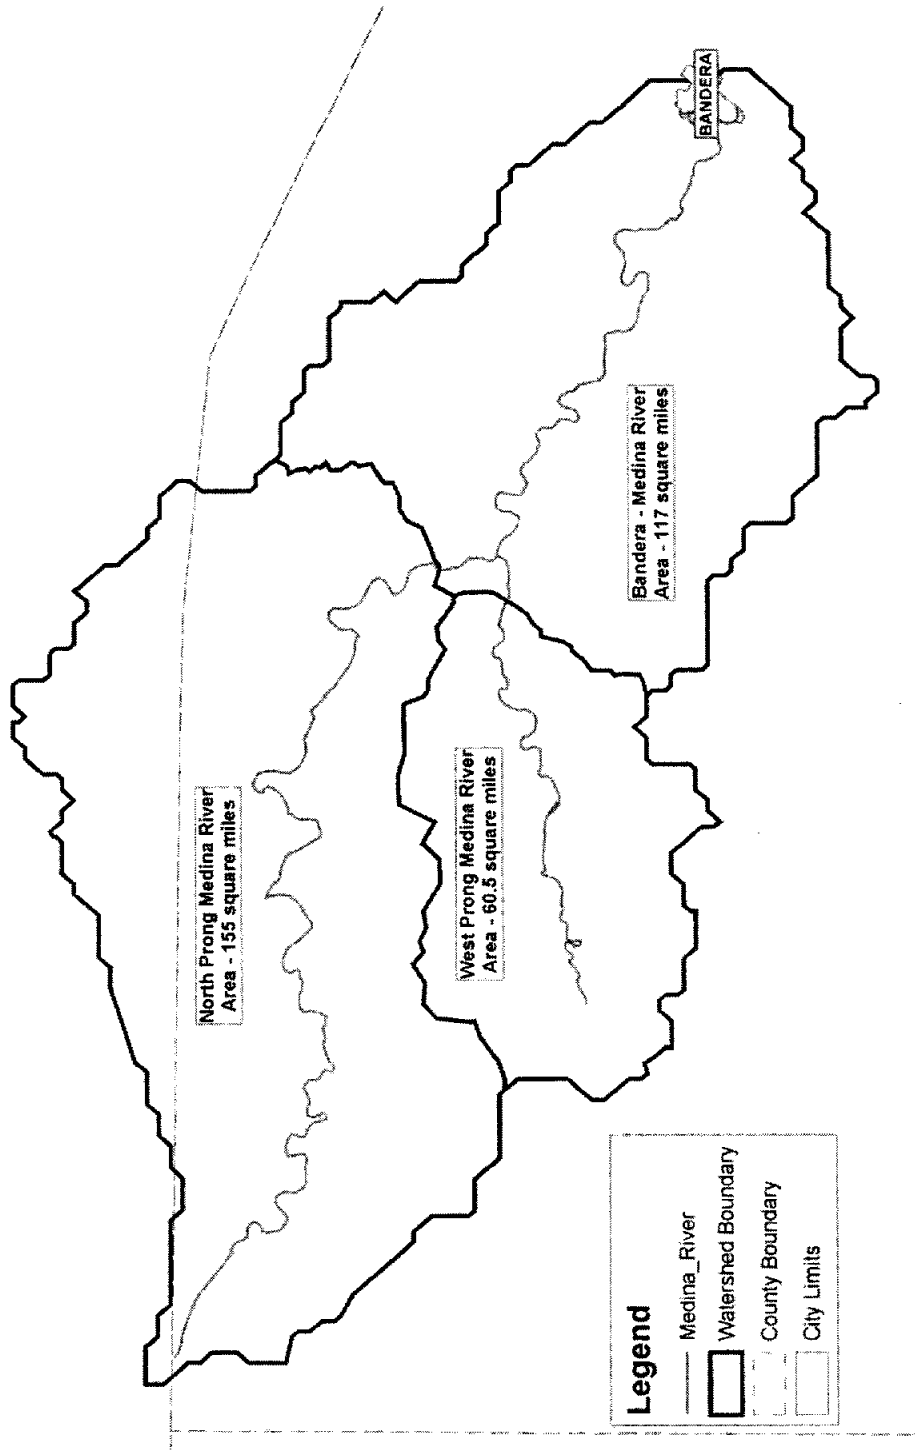 BANDERA
North Prong Medina River
Area - 155 square miles
West Prong Medina River
Area - 60.5 square miles
Bandera - Medina River
Area - 117 square miles
Legend
Medina_River
Watershed Boundary
County Boundary
City Limits